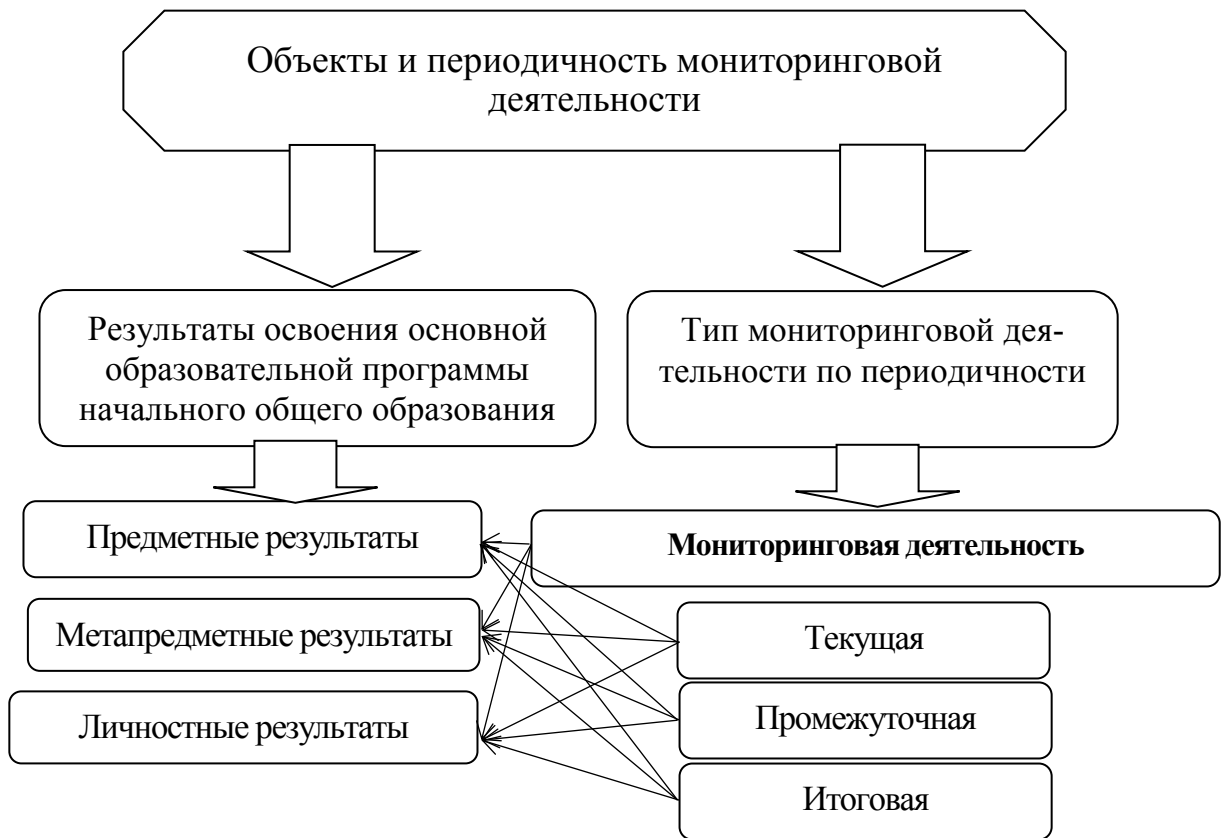 Объекты и периодичность мониторинговой
деятельности
Результаты освоения основной
образовательной программы
начального общего образования
Тип мониторинговой дея-
тельности по периодичности
Предметные результаты
Мониторинговая деятельность
Метапредметные результаты
Текущая
Личностные результаты
Промежуточная
Итоговая